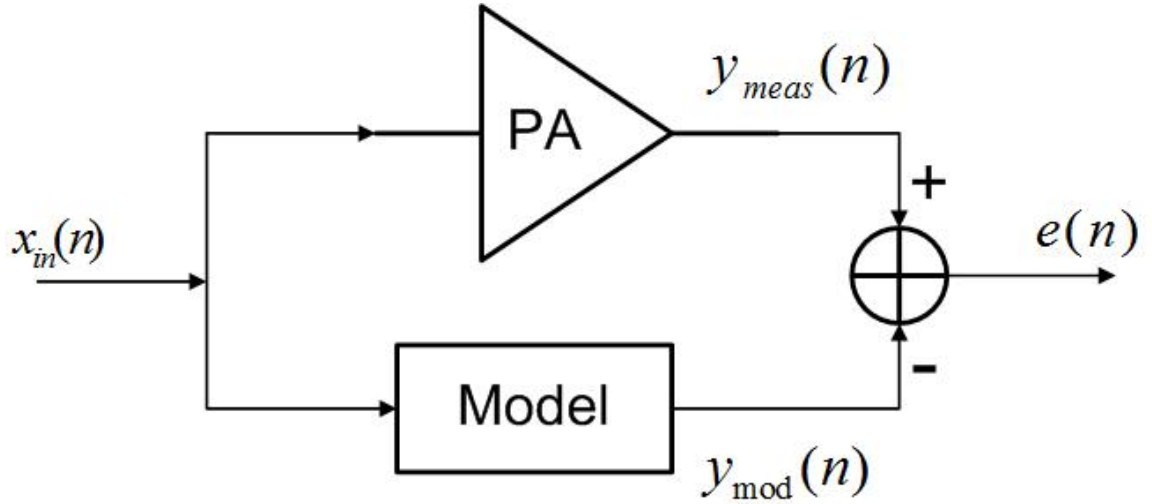 y_meas(n)
PA
+
x_in(n)
e(n)
-
Model
y_mod(n)